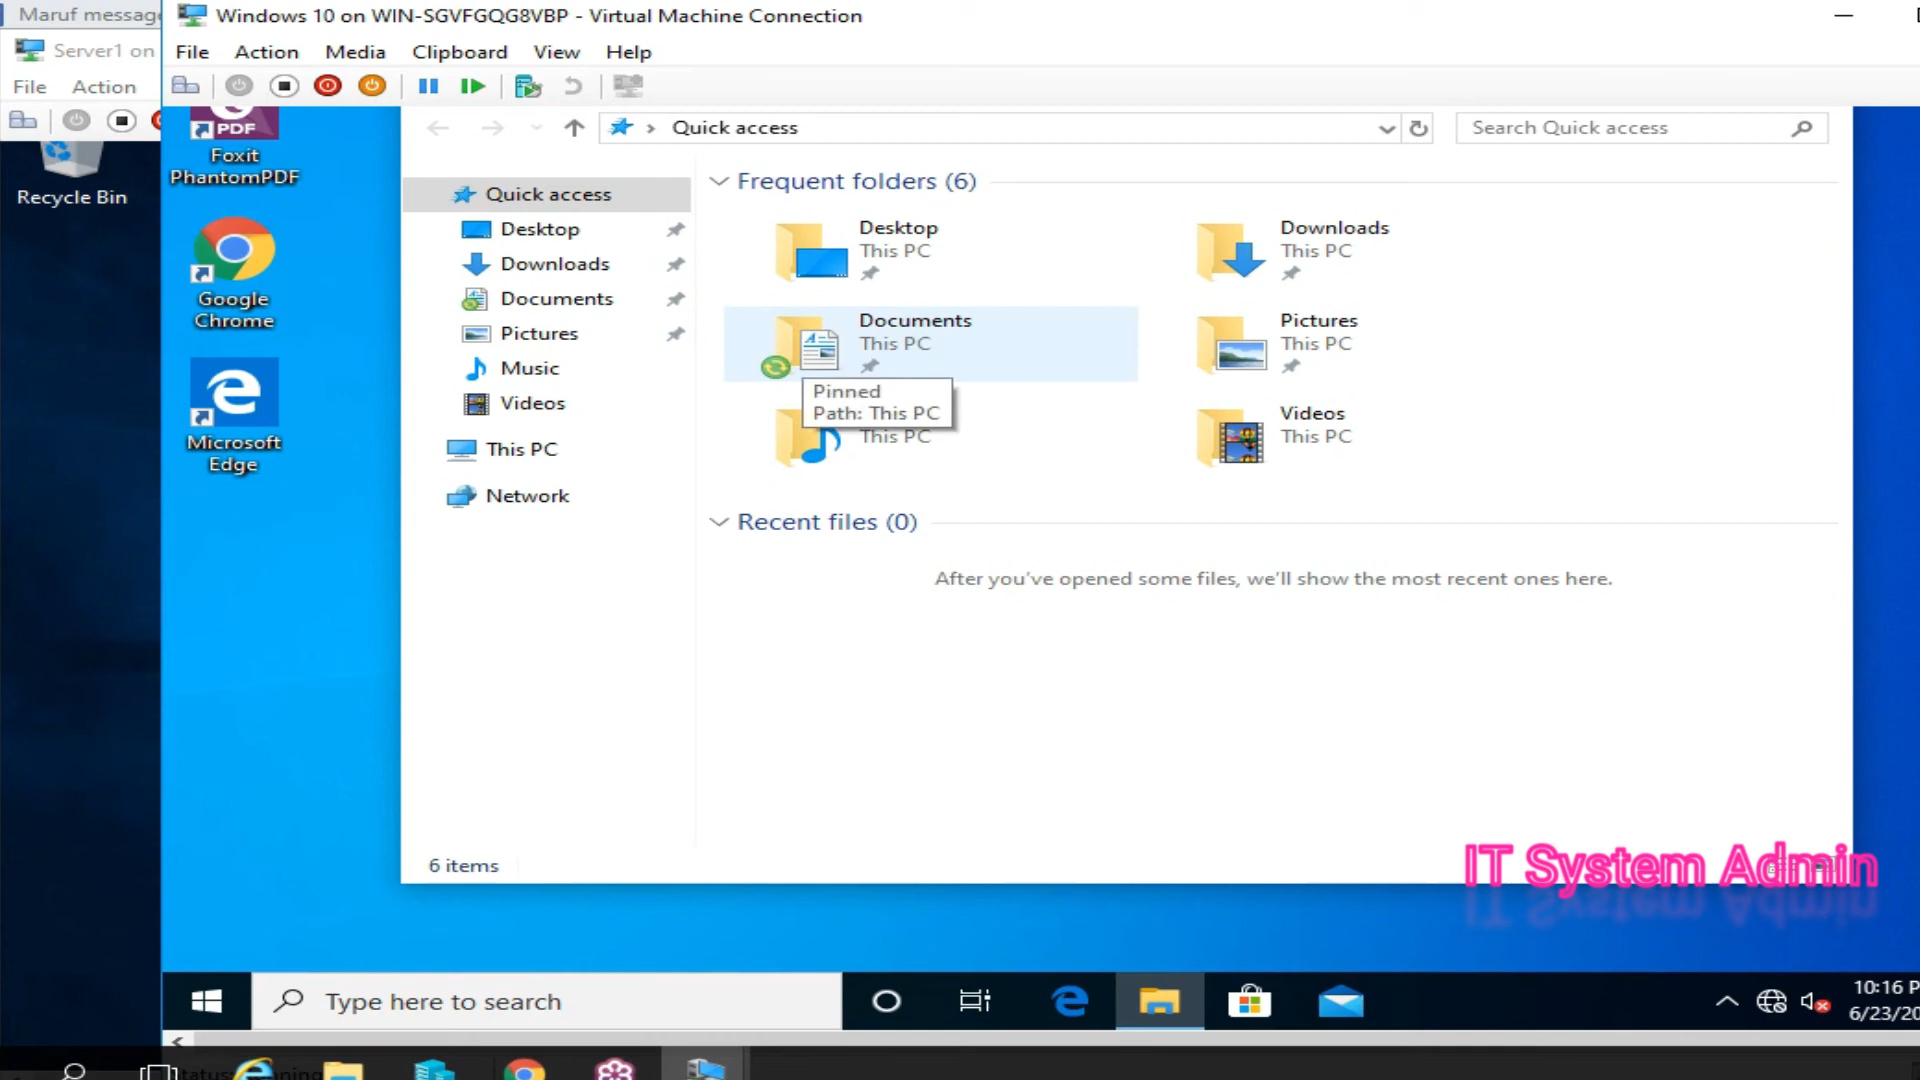 Maruf messag
Windows 10 on WIN-SGVFGQG8VBP - Virtual Machine Connection
Server1 on
File Action Media Clipboard View Help
File Action
Quick access
Search Quick access
PDF
Foxit
PhantomPDF
Recycle Bin
Google
Chrome
Microsoft
Edge
Quick access
Desktop
Downloads
Documents
Pictures
Music
Videos
This PC
Network
Frequent folders (6)
Desktop
This PC
Downloads
This PC
Documents
This PC
Pictures
This PC
Pinned
Path: This PC
This PC
Videos
This PC
Recent files (0)
After you've opened some files, we'll show the most recent ones here.
6 items
IT System Admin
Type here to search
10:16 P
6/23/20